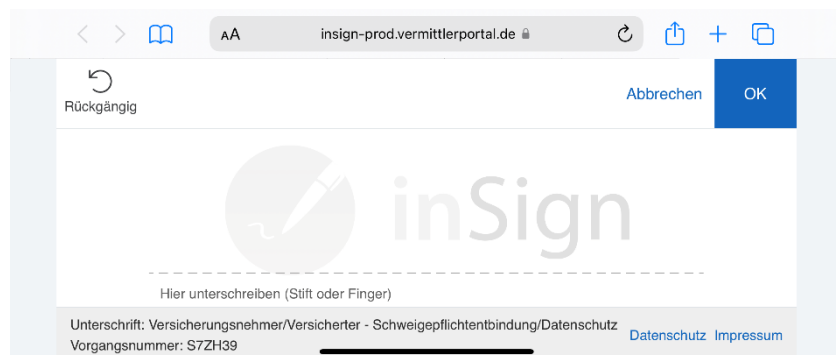 AA insign-prod.vermittlerportal.de
Rückgängig
Abbrechen OK
inSign
Hier unterschreiben (Stift oder Finger)
Unterschrift: Versicherungsnehmer/Versicherter - Schweigepflichtentbindung/Datenschutz
Vorgangsnummer: S7ZH39
Datenschutz Impressum